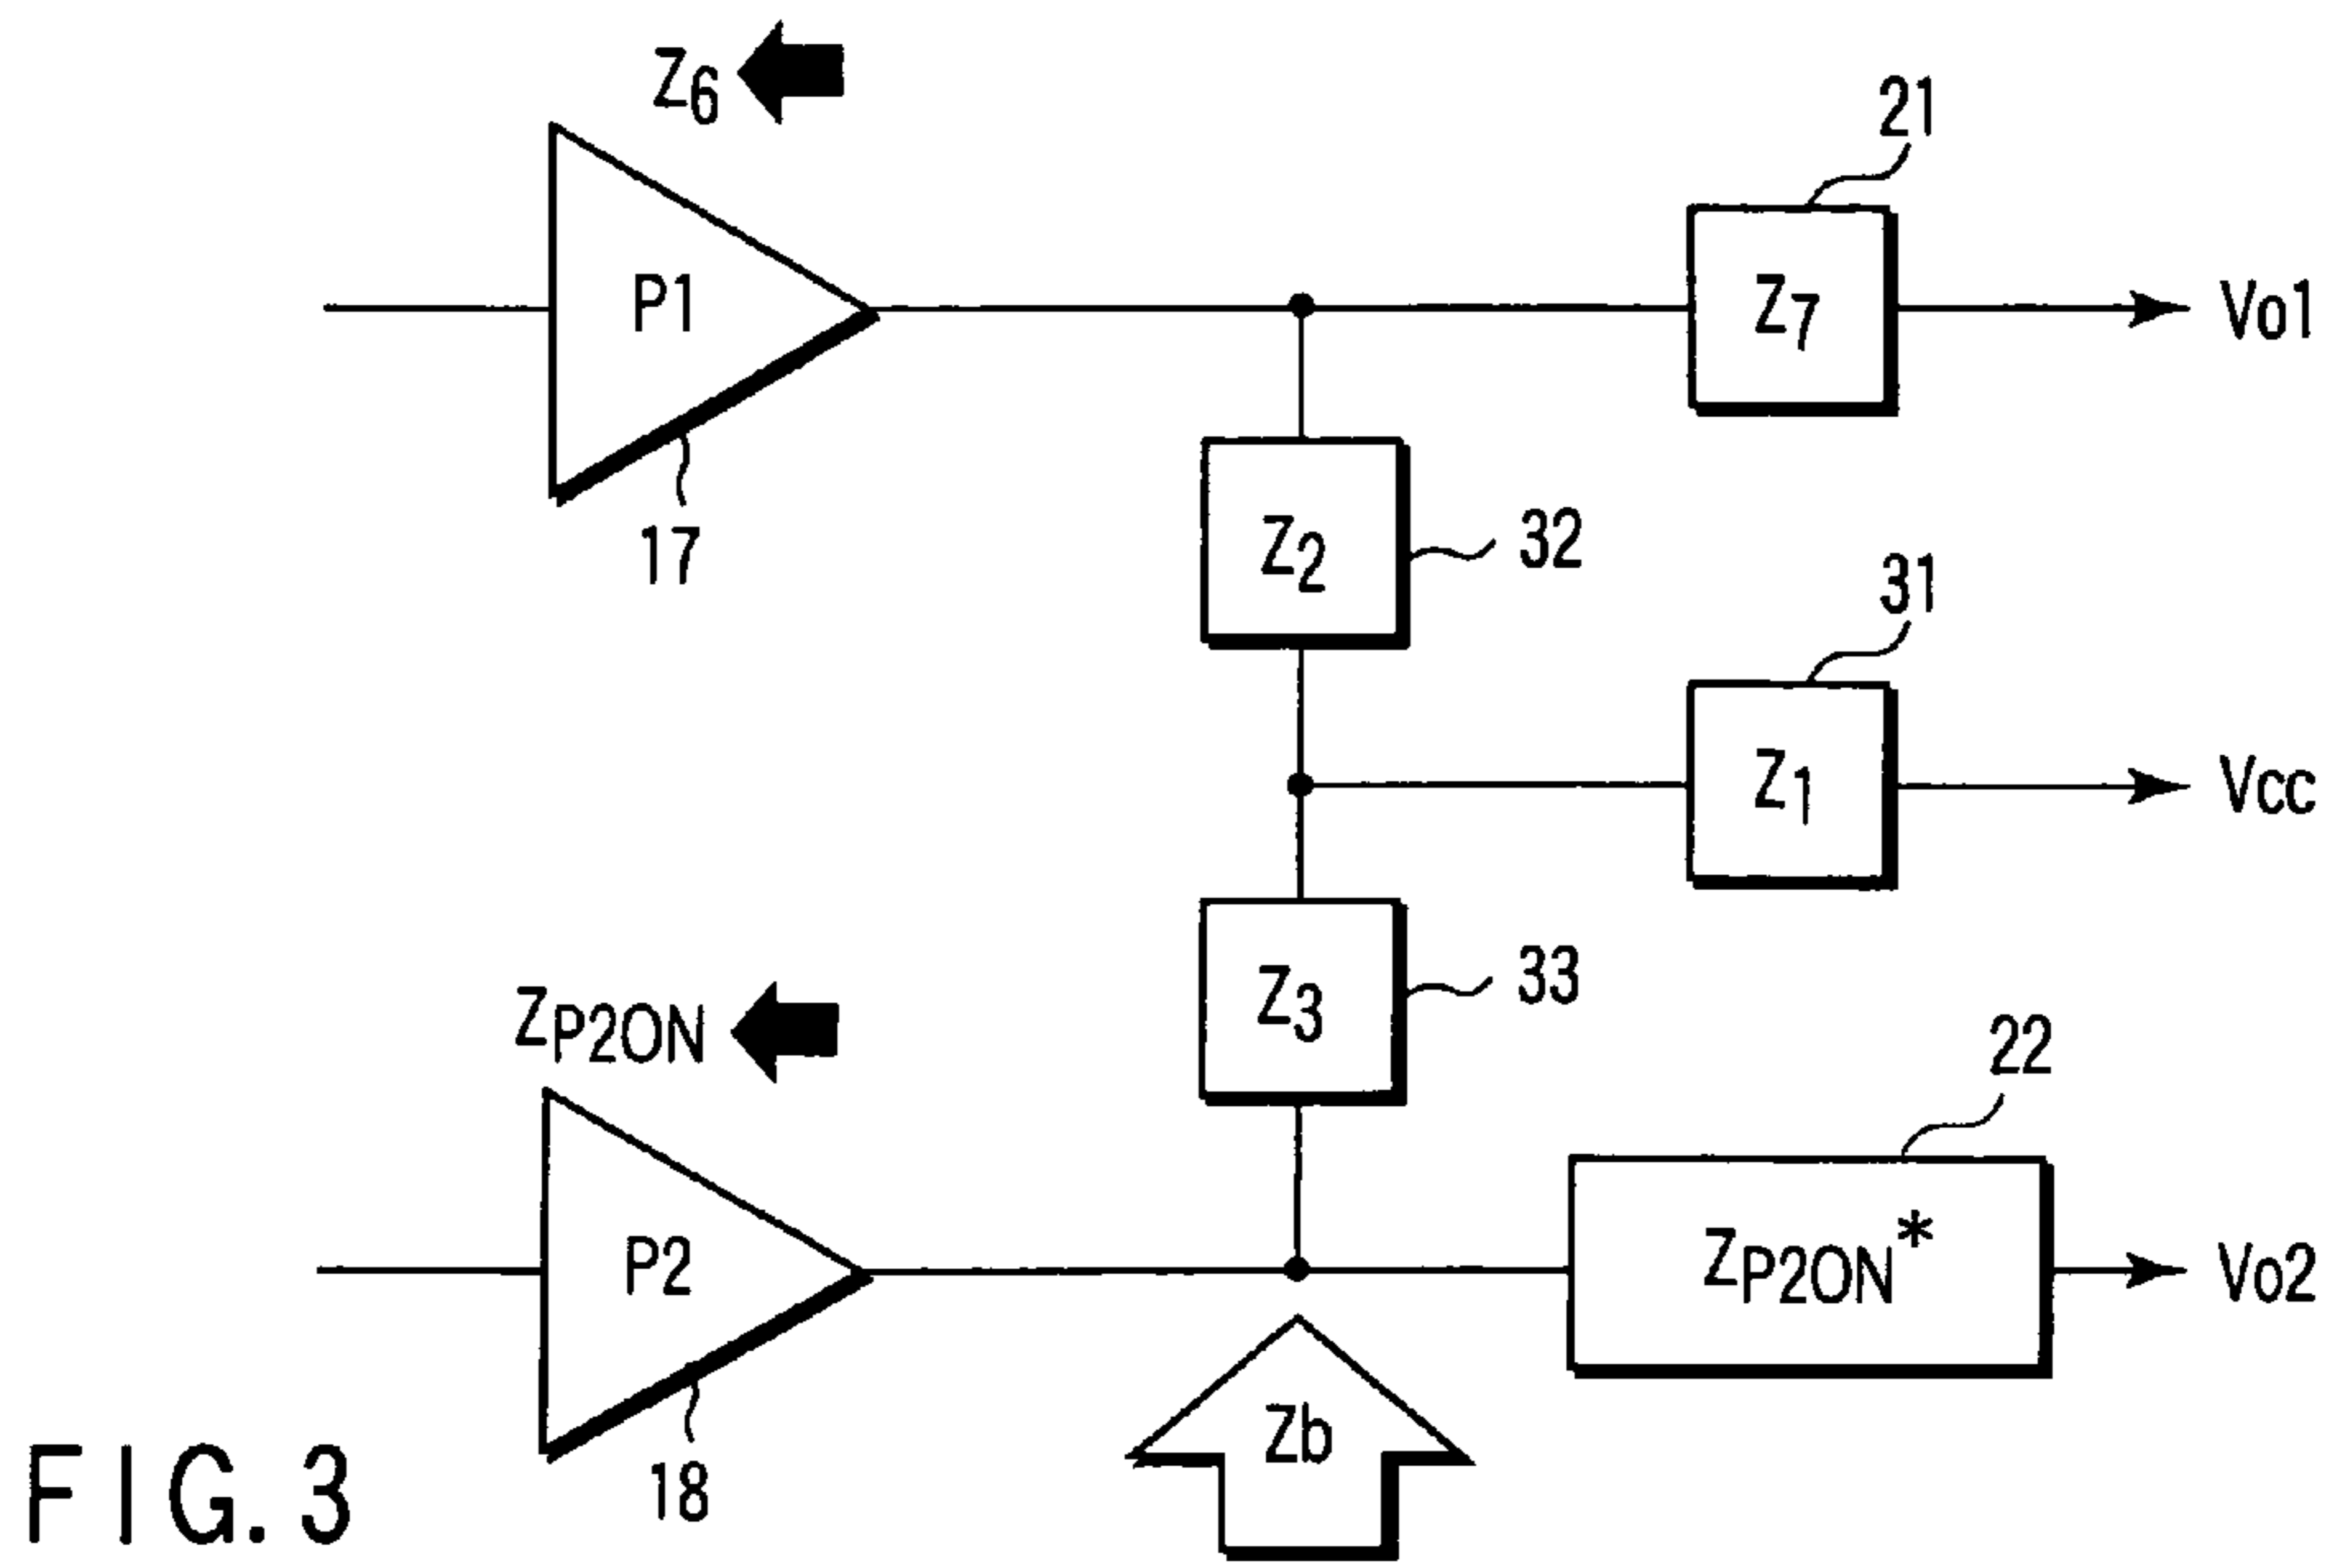 Z6
21
P1
Z7
Vo1
17
Z2
32
31
Z1
Vcc
Z3
33
ZP2ON
22
P2
ZP2ON*
Vo2
Zb
18
FIG. 3